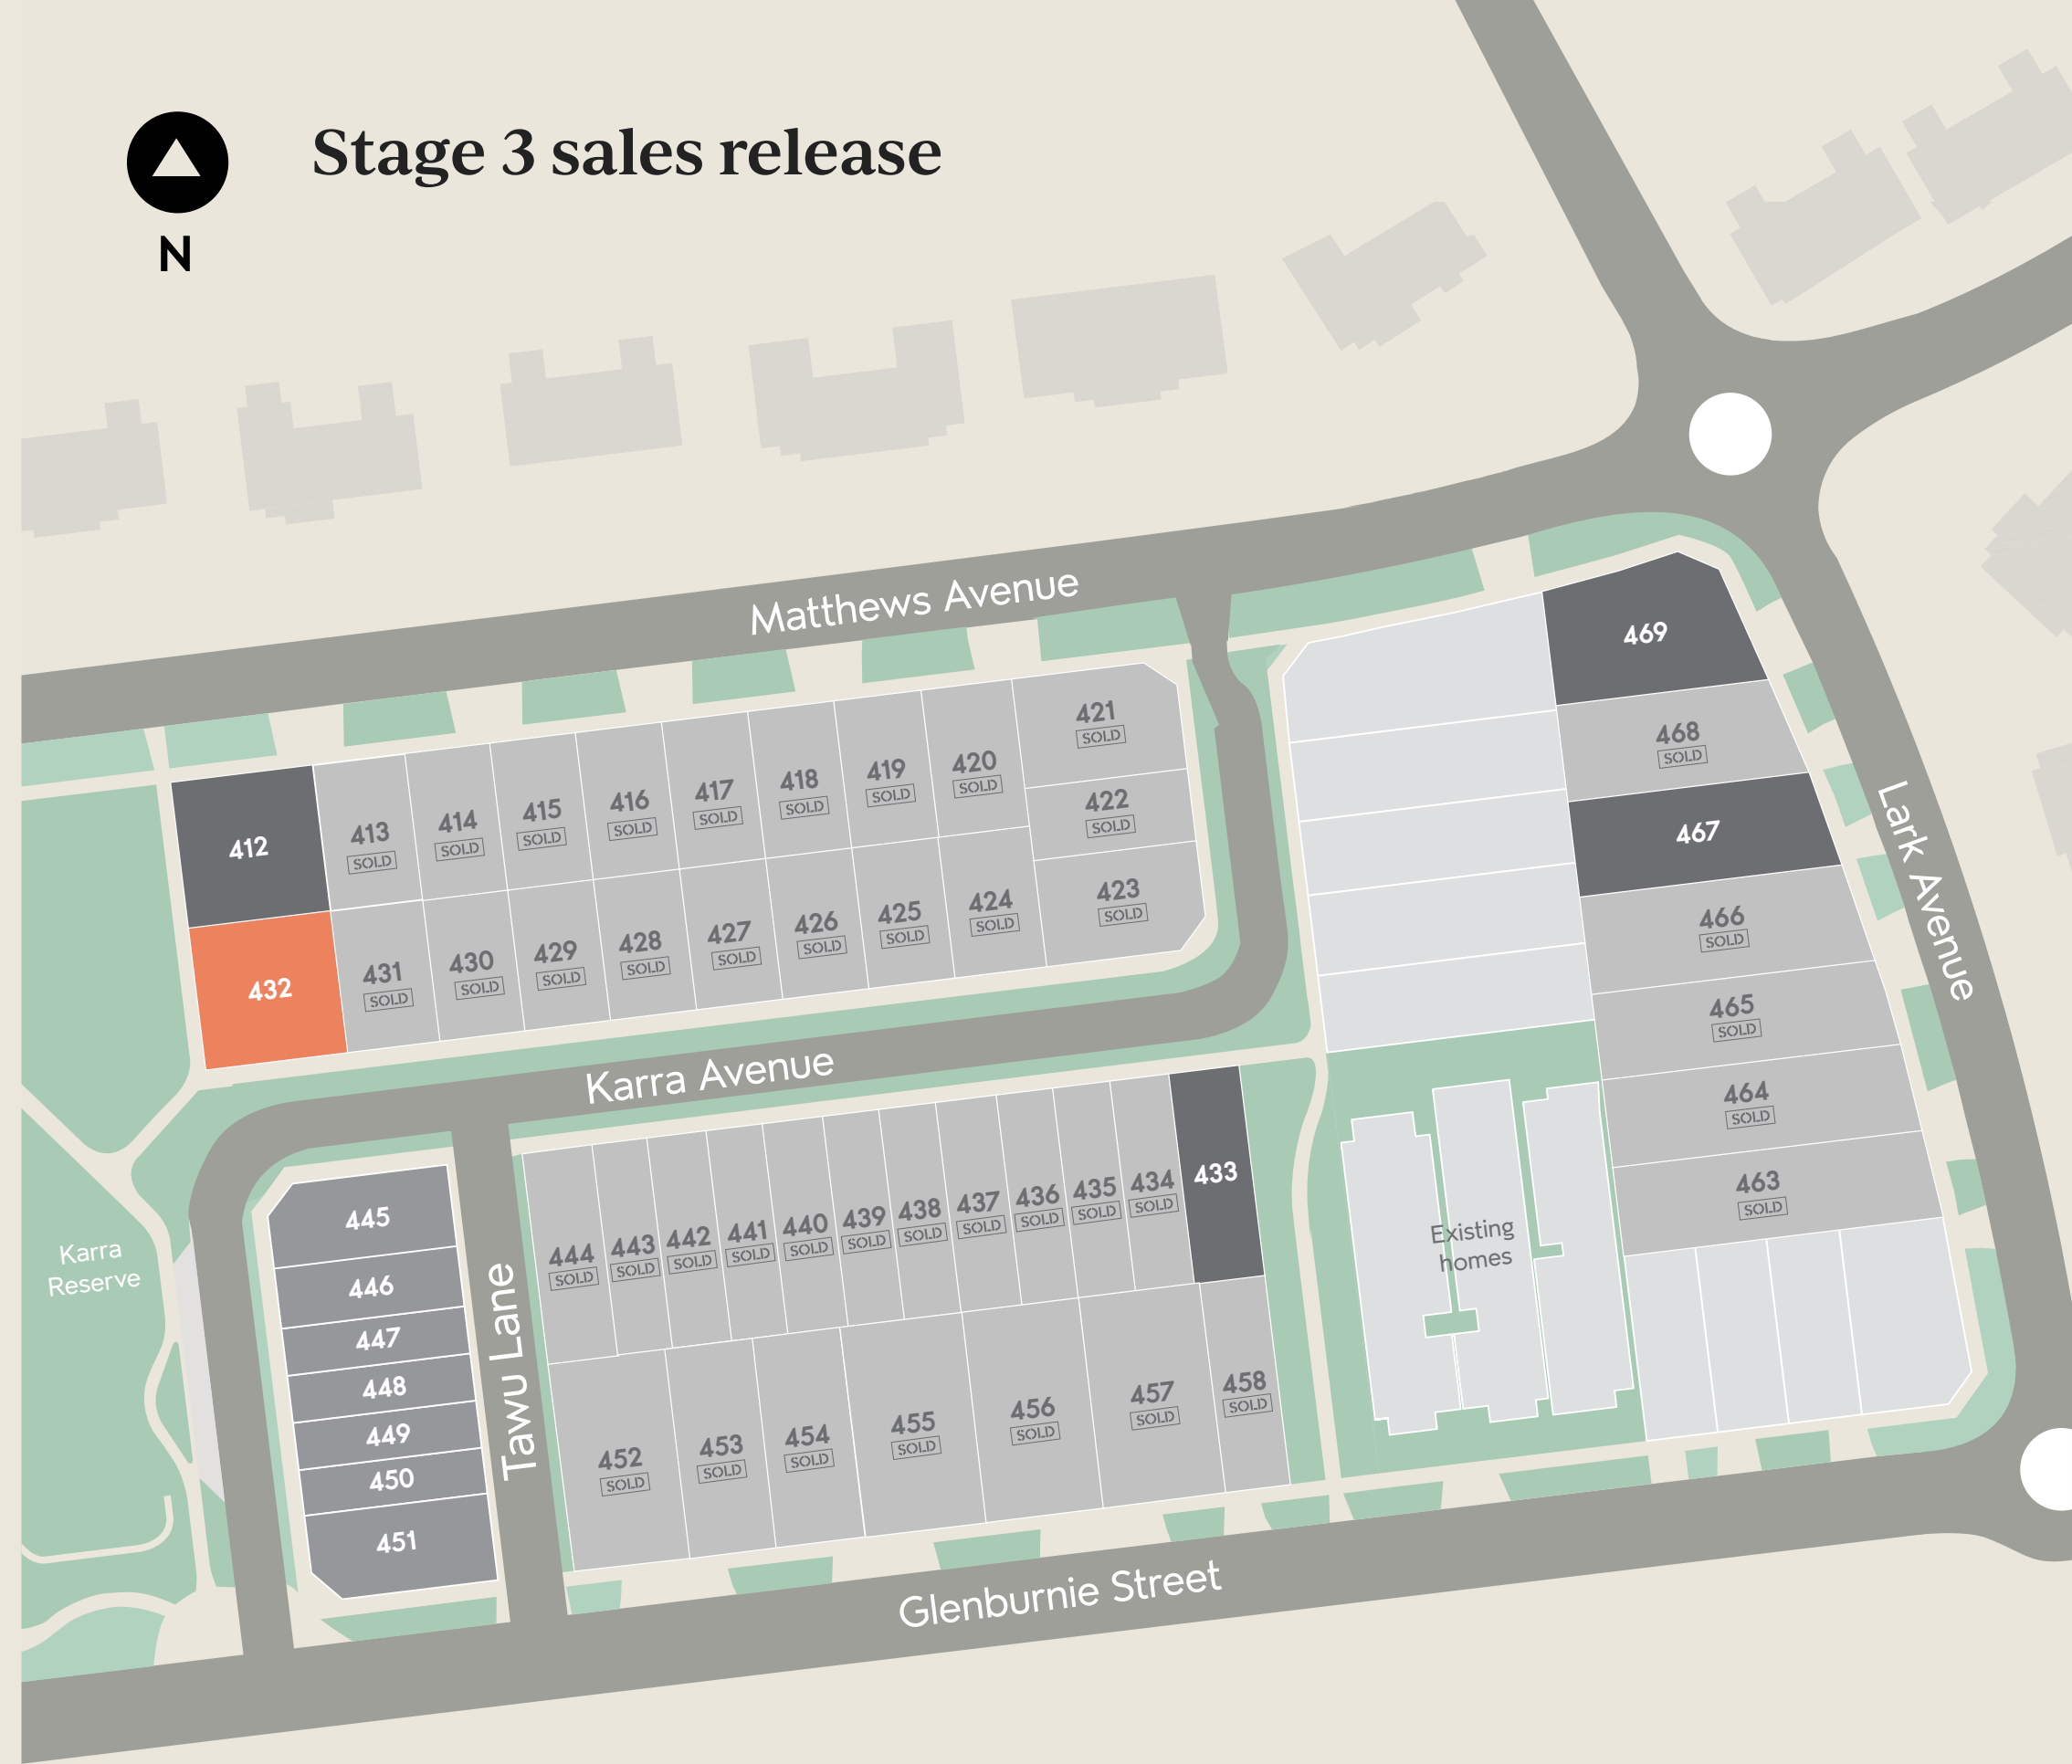 Stage 3 sales release
N
Matthews Avenue
469
421
SOLD
468
SOLD
420
SOLD
419
SOLD
418
SOLD
417
SOLD
416
SOLD
415
SOLD
414
SOLD
413
SOLD
412
422
SOLD
467
Lark Avenue
423
SOLD
424
SOLD
425
SOLD
426
SOLD
427
SOLD
428
SOLD
429
SOLD
430
SOLD
431
SOLD
432
466
SOLD
465
SOLD
464
SOLD
463
SOLD
Karra Avenue
433
434
SOLD
435
SOLD
436
SOLD
437
SOLD
438
SOLD
439
SOLD
440
SOLD
441
SOLD
442
SOLD
443
SOLD
444
SOLD
Existing
homes
Karra
Reserve
445
446
447
448
449
450
451
Tawu Lane
452
SOLD
453
SOLD
454
SOLD
455
SOLD
456
SOLD
457
SOLD
458
SOLD
Glenburnie Street